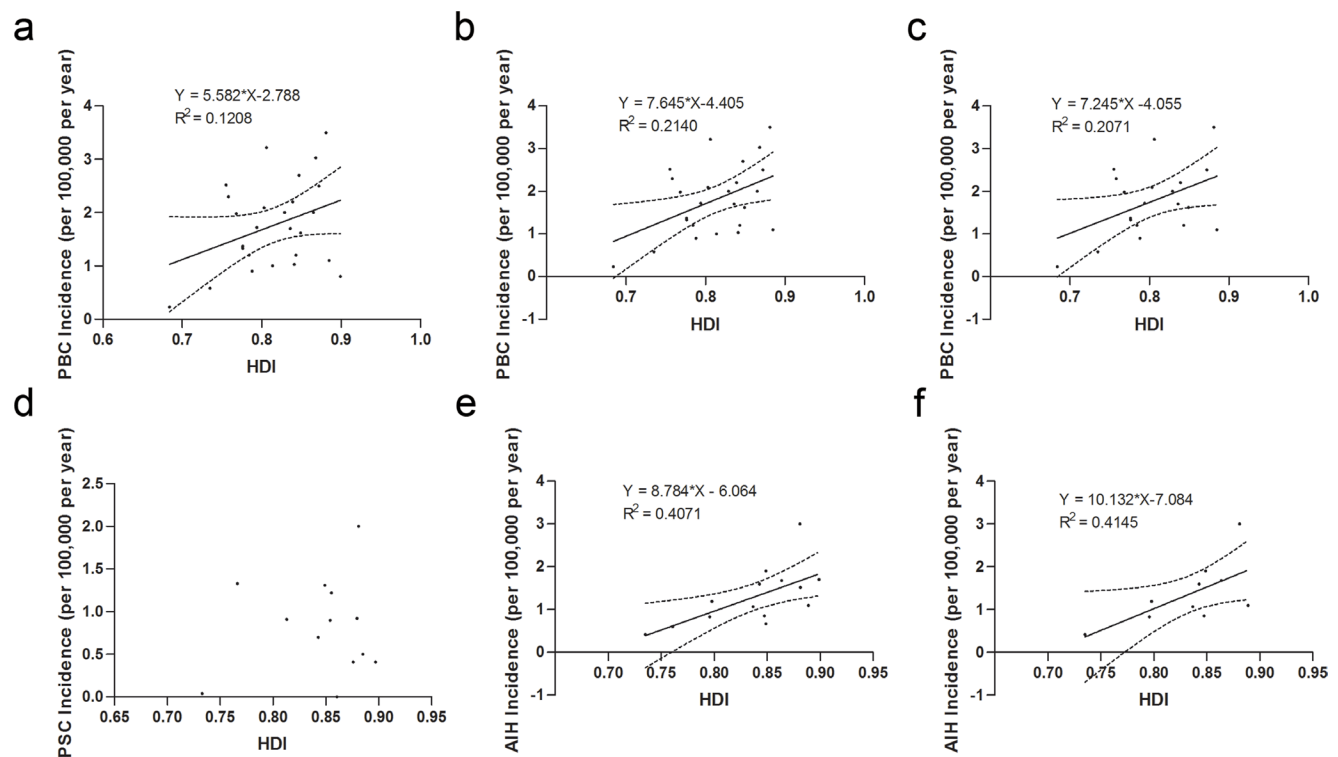 a
Y = 5.582*X-2.788
R2 = 0.1208
PBC Incidence (per 100,000 per year)
4
3
2
1
0
0.6 0.7 0.8 0.9 1.0
HDI
b
Y = 7.645*X-4.405
R2 = 0.2140
PBC Incidence (per 100,000 per year)
4
3
2
1
0
-1
0.7 0.8 0.9 1.0
HDI
c
Y = 7.245*X -4.055
R2 = 0.2071
PBC Incidence (per 100,000 per year)
4
3
2
1
0
-1
0.7 0.8 0.9 1.0
HDI
d
PSC Incidence (per 100,000 per year)
2.5
2.0
1.5
1.0
0.5
0.0
0.65 0.70 0.75 0.80 0.85 0.90 0.95
HDI
e
Y = 8.784*X - 6.064
R2 = 0.4071
AIH Incidence (per 100,000 per year)
4
3
2
1
0
-1
0.70 0.75 0.80 0.85 0.90 0.95
HDI
f
Y = 10.132*X-7.084
R2 = 0.4145
AIH Incidence (per 100,000 per year)
4
3
2
1
0
-1
0.70 0.75 0.80 0.85 0.90 0.95
HDI